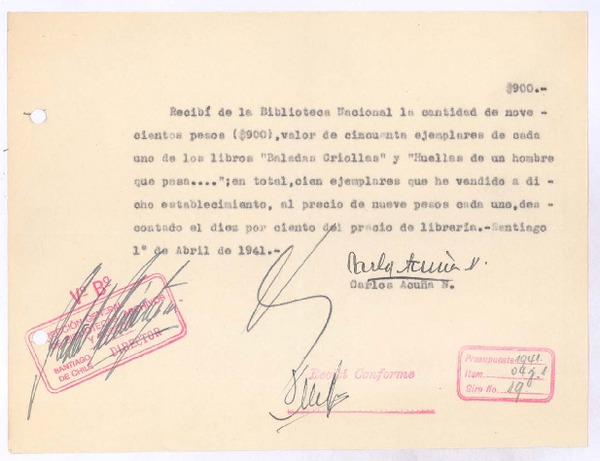 $900.-
Recibí de la Biblioteca Nacional la cantidad de nove -
cientos pesos ($900),valor de cincuenta ejemplares de cada
uno de los libros "Baladas Criollas" y "Huellas de un hombre
que pasa....";en total,cien ejemplares que he vendido a di
cho establecimiento, al precio de nueve pesos cada uno,des-
contado el diez por ciento del precio de librería.-Santiago
1º de Abril de 1941.-
Carlos Acuña N.
Carlos Acuña N.
Vº Bº
DIRECCIÓN GENERAL
Y
DIRECTOR
SANTIAGO
DE CHILE
Recibí Conforme
Presupuesto 1941.
Item
Giro No. 19